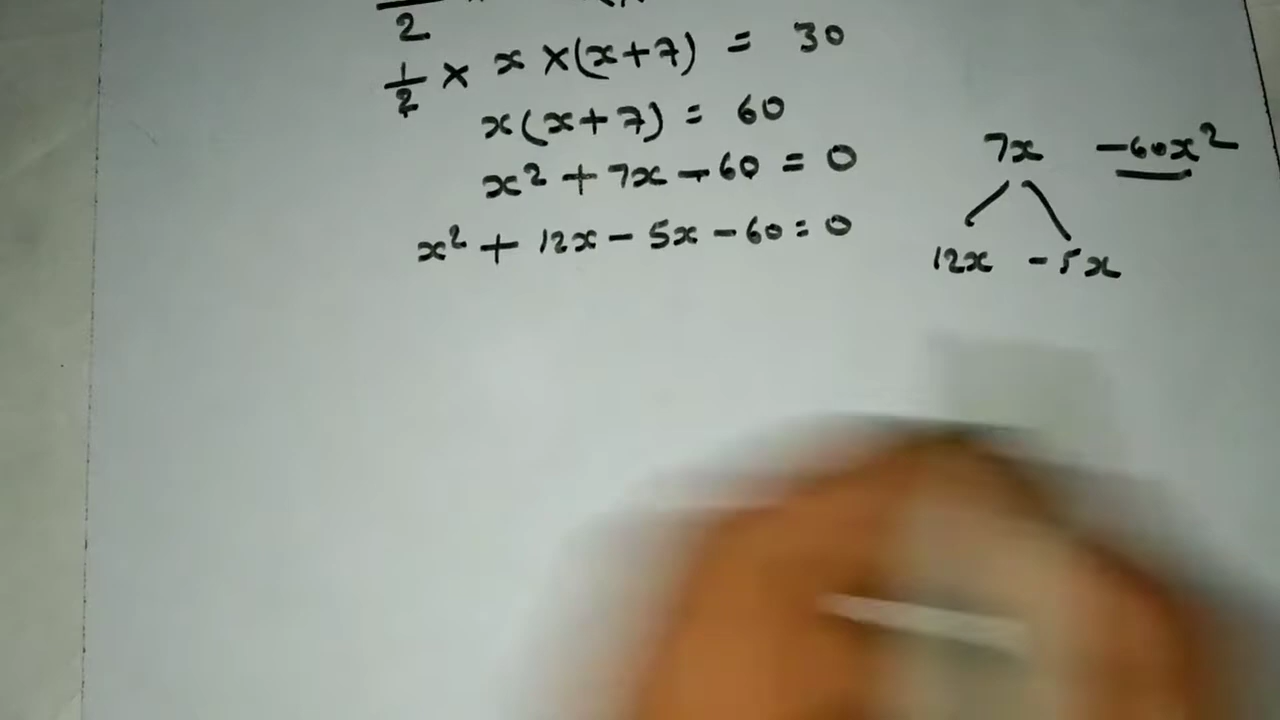 2
1/2 × x ×(x+7) = 30
x(x+7) = 60
x² + 7x - 60 = 0
x² + 12x - 5x - 60 = 0
7x -60x²
12x -5x